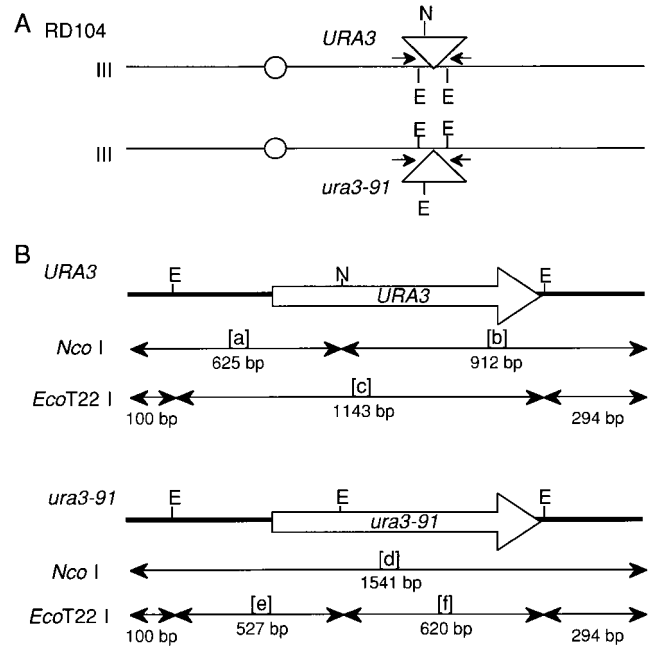 A RD104
N
URA3
III
E E
E E
III
ura3-91
E
B
URA3
E N E
URA3
Nco I [a] [b]
625 bp 912 bp
EcoT22 I [c]
100 bp 1143 bp 294 bp
ura3-91
E E E
ura3-91
Nco I [d]
1541 bp
EcoT22 I [e] [f]
100 bp 527 bp 620 bp 294 bp